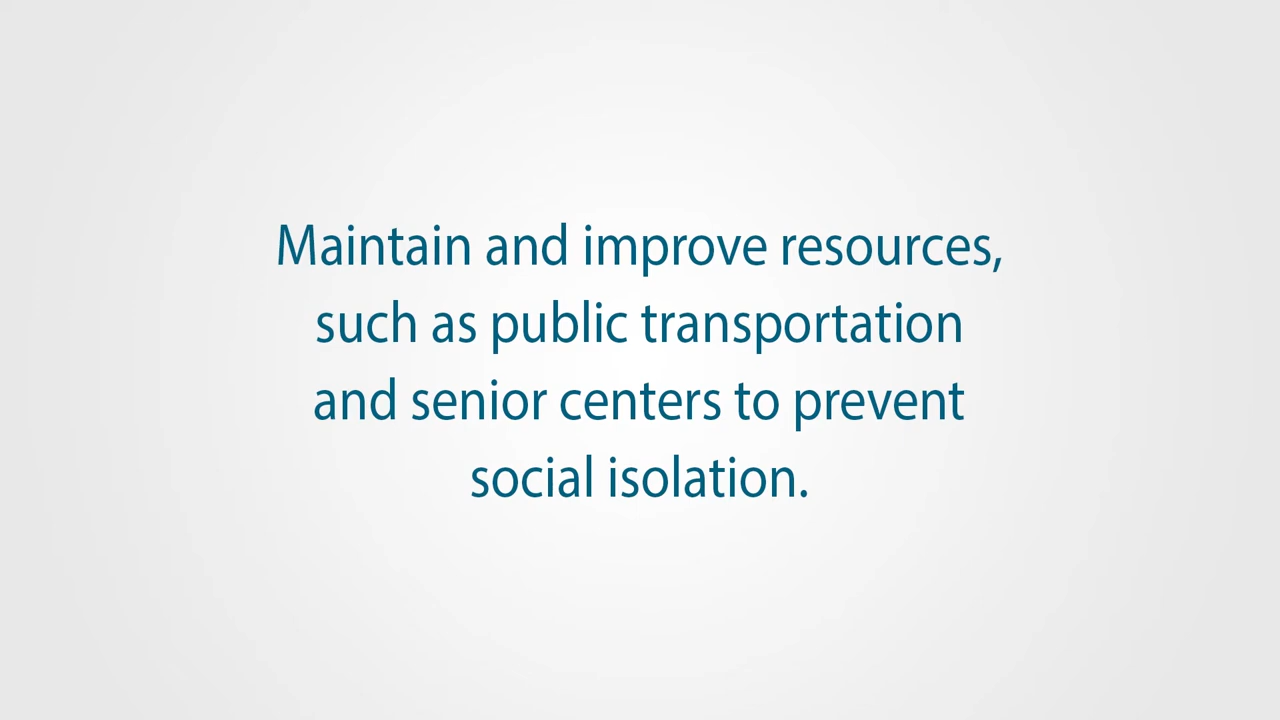 Maintain and improve resources,
such as public transportation
and senior centers to prevent
social isolation.